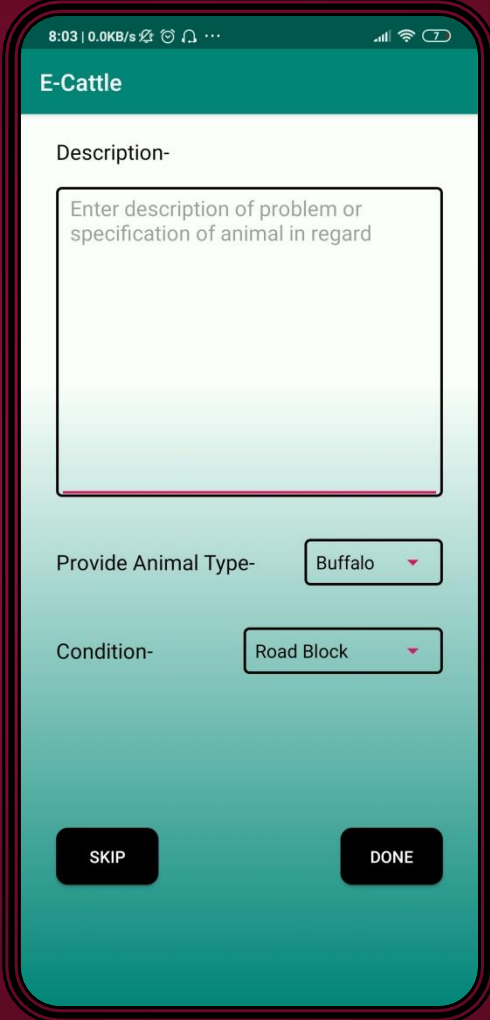 8:03 | 0.0KB/s ...
7
E-Cattle
Description-
Enter description of problem or
specification of animal in regard
Provide Animal Type- Buffalo
Condition- Road Block
SKIP DONE